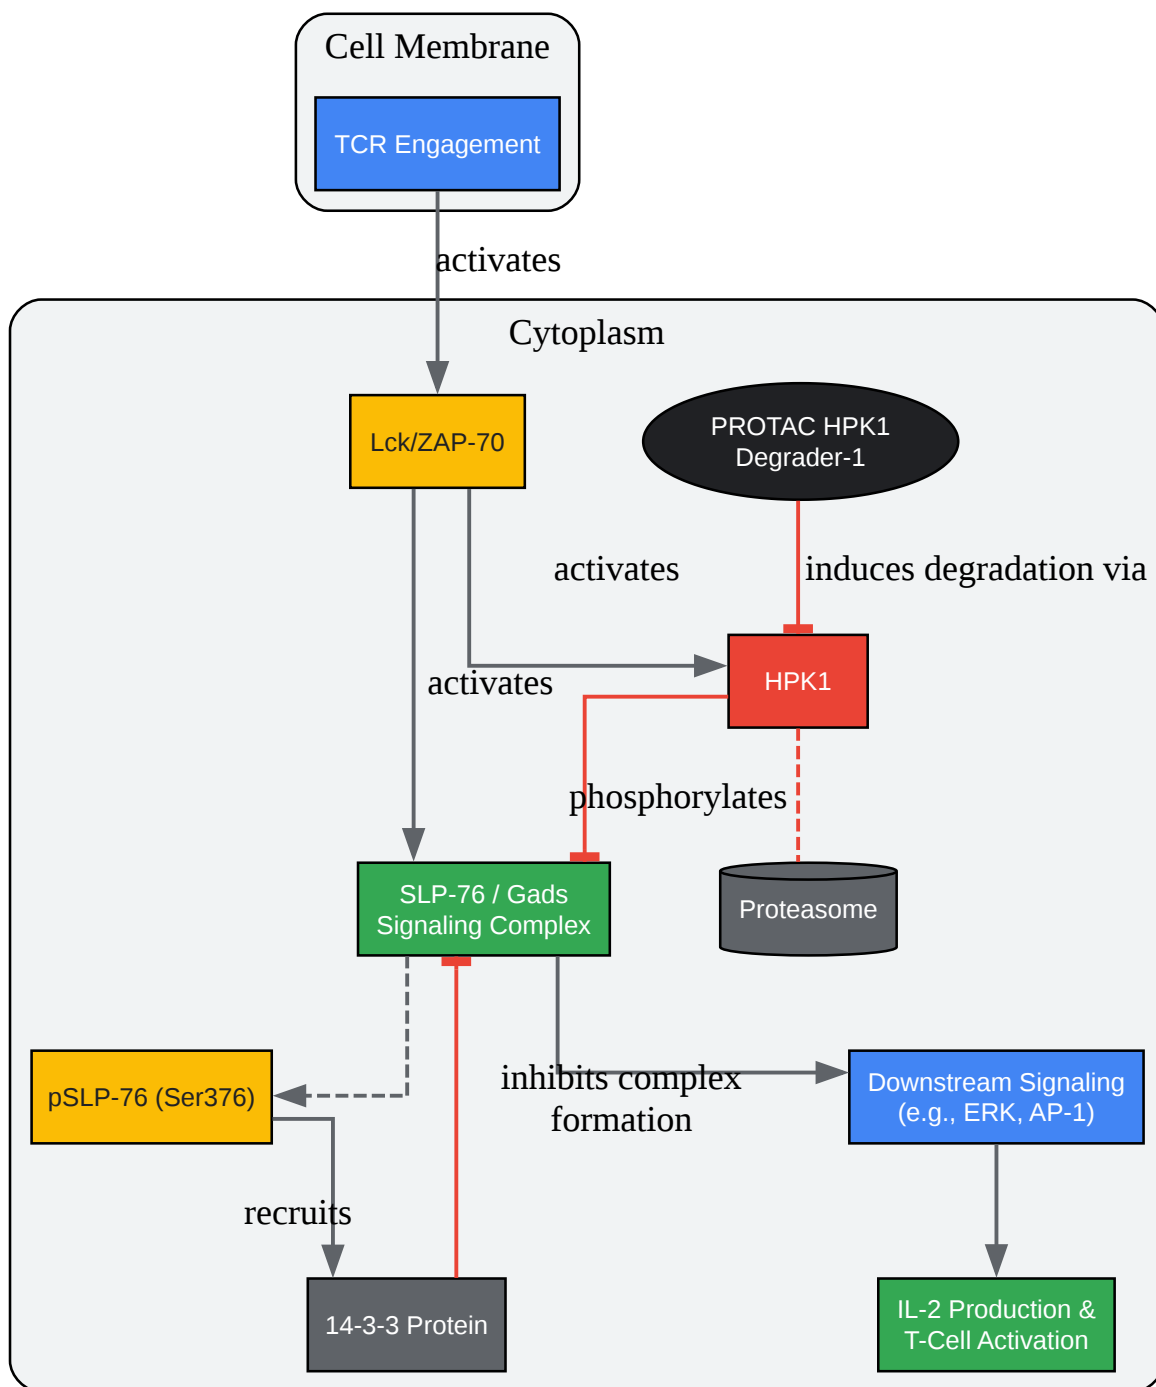 Cell Membrane
TCR Engagement
activates
Cytoplasm
Lck/ZAP-70
PROTAC HPK1
Degrader-1
activates
induces degradation via
HPK1
activates
phosphorylates
SLP-76 / Gads
Signaling Complex
Proteasome
pSLP-76 (Ser376)
inhibits complex
formation
Downstream Signaling
(e.g., ERK, AP-1)
recruits
14-3-3 Protein
IL-2 Production &
T-Cell Activation